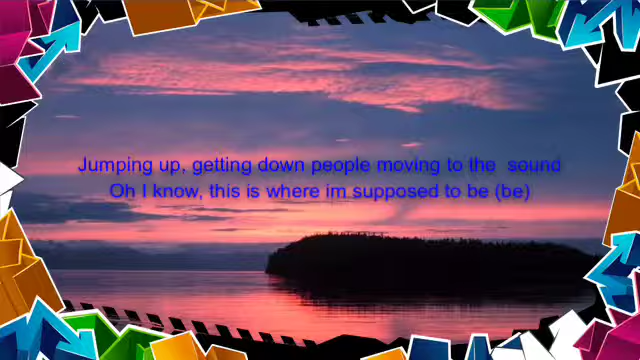 Jumping up, getting down people moving to the  sound
Oh I know, this is where im supposed to be (be)